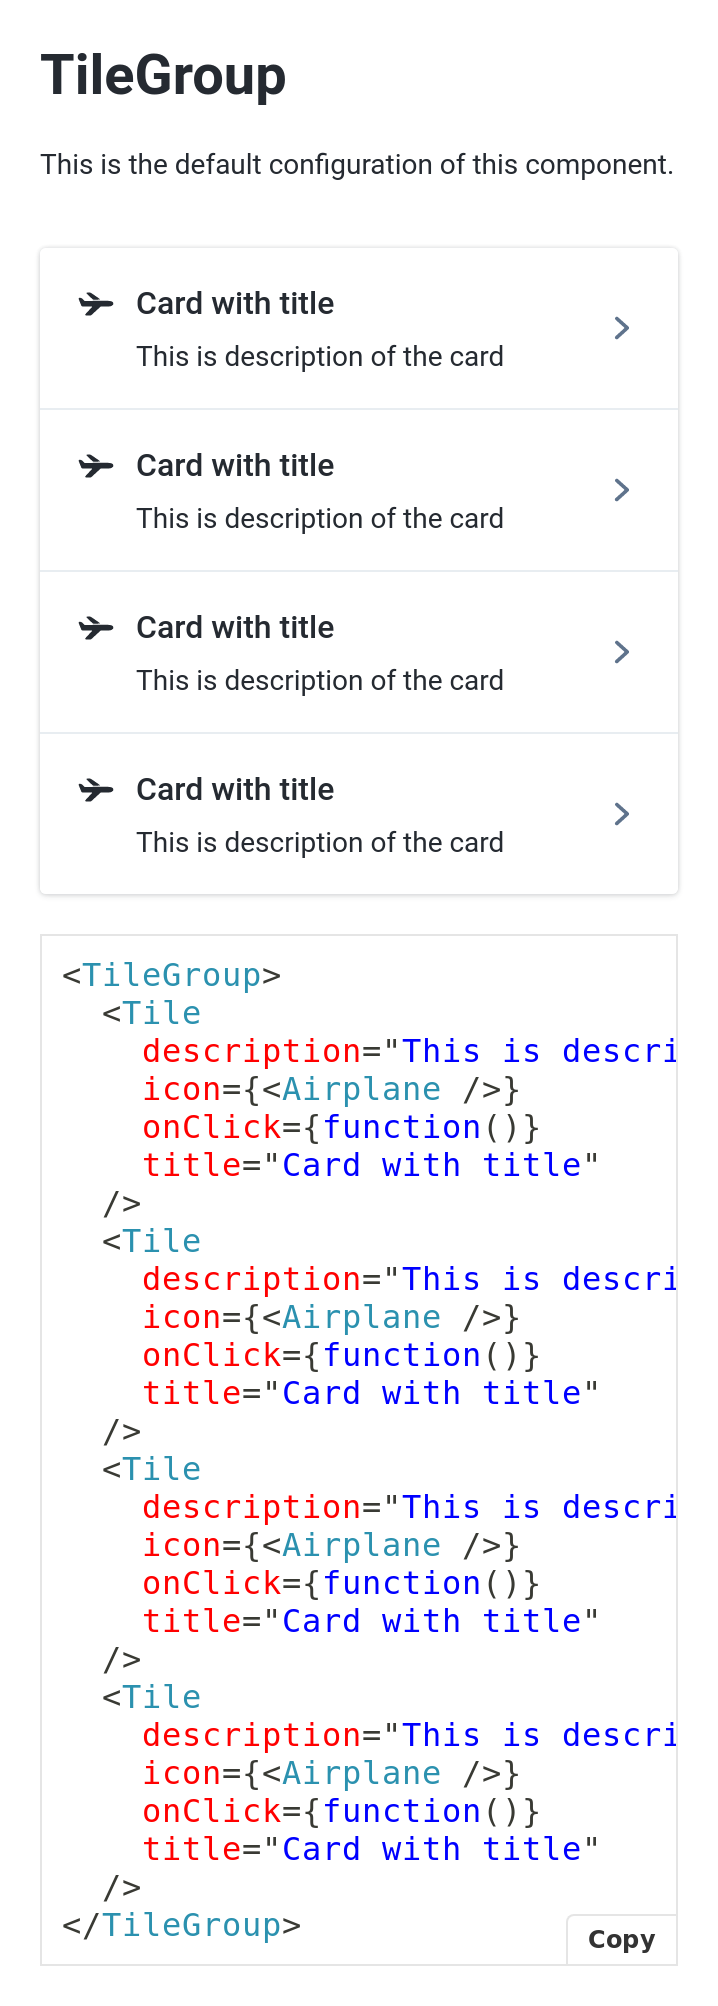 TileGroup
This is the default configuration of this component.
Card with title
This is description of the card
Card with title
This is description of the card
Card with title
This is description of the card
Card with title
This is description of the card
<TileGroup>
  <Tile
    description="This is descri
    icon={<Airplane />}
    onClick={function()}
    title="Card with title"
  />
  <Tile
    description="This is descri
    icon={<Airplane />}
    onClick={function()}
    title="Card with title"
  />
  <Tile
    description="This is descri
    icon={<Airplane />}
    onClick={function()}
    title="Card with title"
  />
  <Tile
    description="This is descri
    icon={<Airplane />}
    onClick={function()}
    title="Card with title"
  />
</TileGroup>
Copy